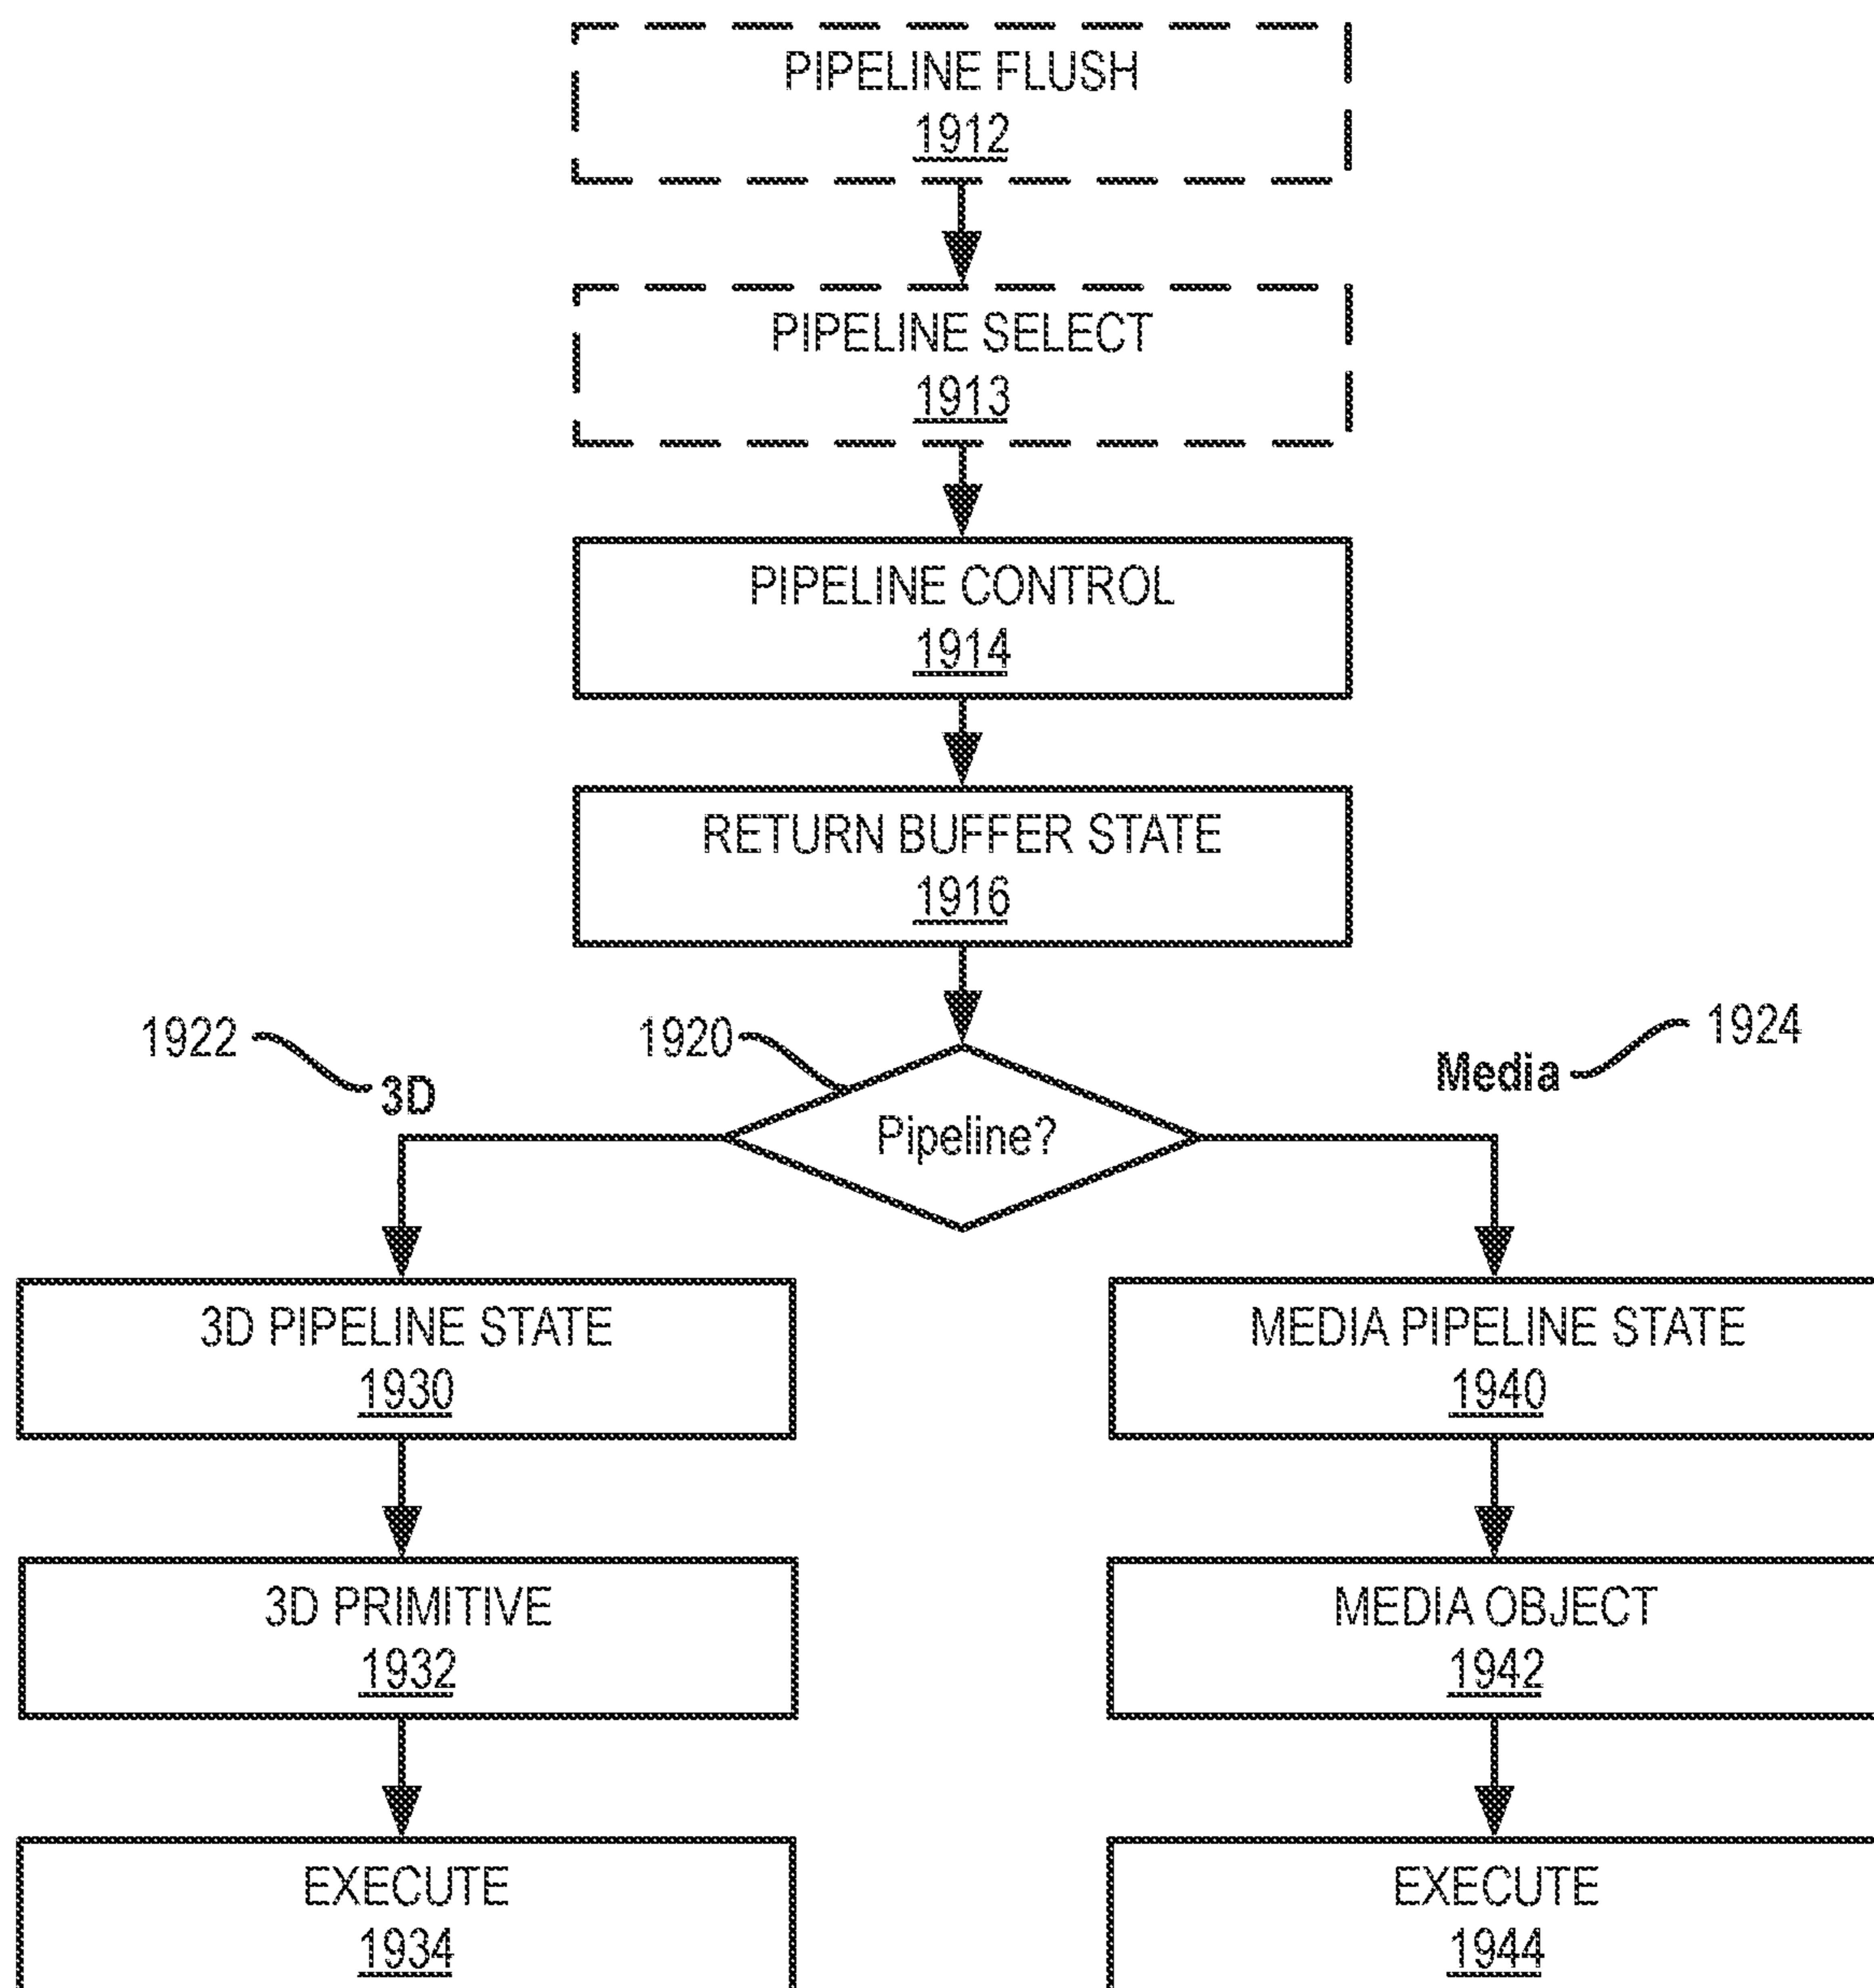 PIPELINE FLUSH
1912
PIPELINE SELECT
1913
PIPELINE CONTROL
1914
RETURN BUFFER STATE
1916
1922
3D
1920
Pipeline?
Media
1924
3D PIPELINE STATE
1930
MEDIA PIPELINE STATE
1940
3D PRIMITIVE
1932
MEDIA OBJECT
1942
EXECUTE
1934
EXECUTE
1944